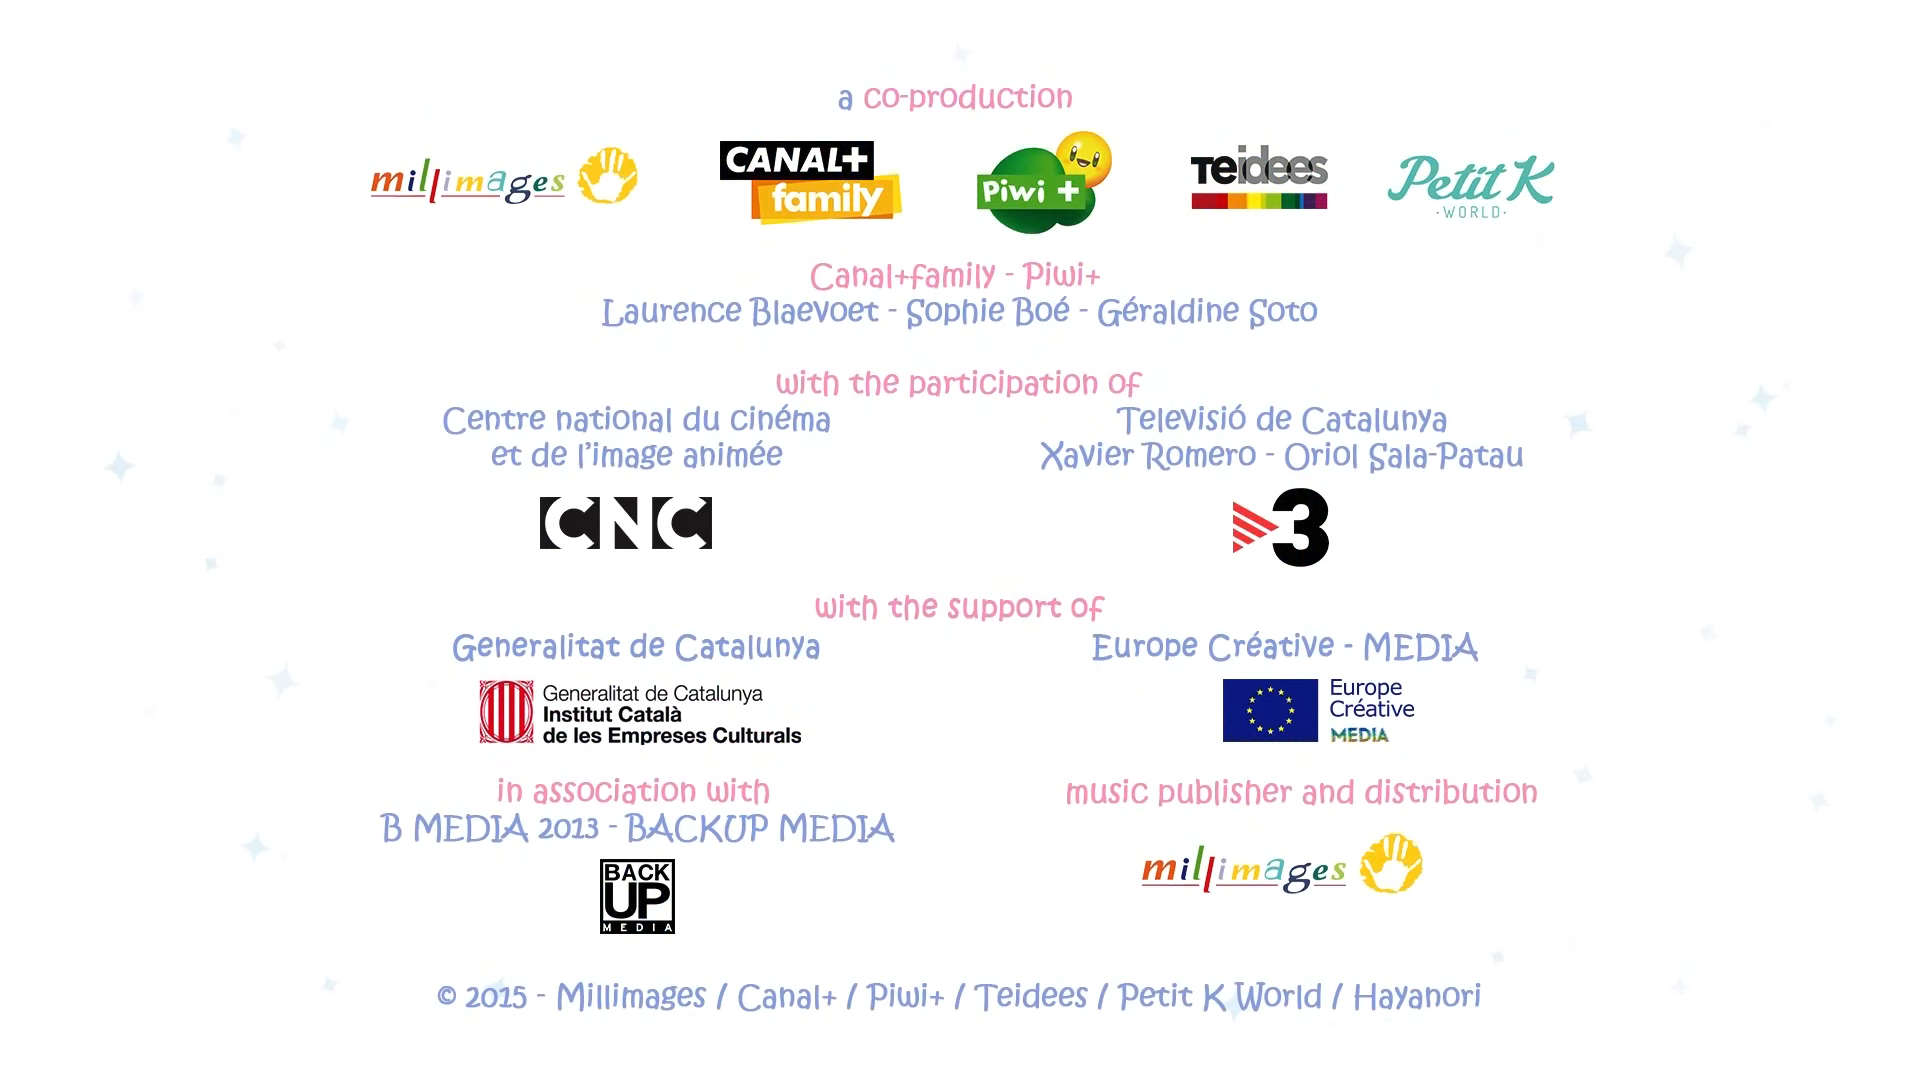 a co-production
millimages
CANAL+
family
Piwi +
Teidees
Petit K
·WORLD·
Canal+family - Piwi+
Laurence Blaevoet - Sophie Boé - Géraldine Soto
with the participation of
Centre national du cinéma
et de l'image animée
CNC
Televisió de Catalunya
Xavier Romero - Oriol Sala-Patau
3
with the support of
Generalitat de Catalunya
Generalitat de Catalunya
Institut Català
de les Empreses Culturals
Europe Créative - MEDIA
Europe
Créative
MEDIA
in association with
B MEDIA 2013 - BACKUP MEDIA
BACK
UP
MEDIA
music publisher and distribution
millimages
© 2015 - Millimages / Canal+ / Piwi+ / Teidees / Petit K World / Hayanori